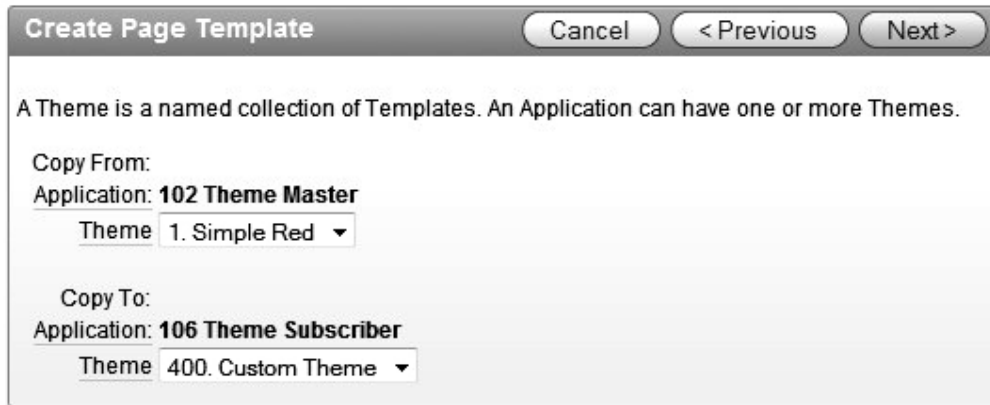 Create Page Template Cancel < Previous Next >
A Theme is a named collection of Templates. An Application can have one or more Themes.
Copy From:
Application: 102 Theme Master
Theme 1. Simple Red
Copy To:
Application: 106 Theme Subscriber
Theme 400. Custom Theme